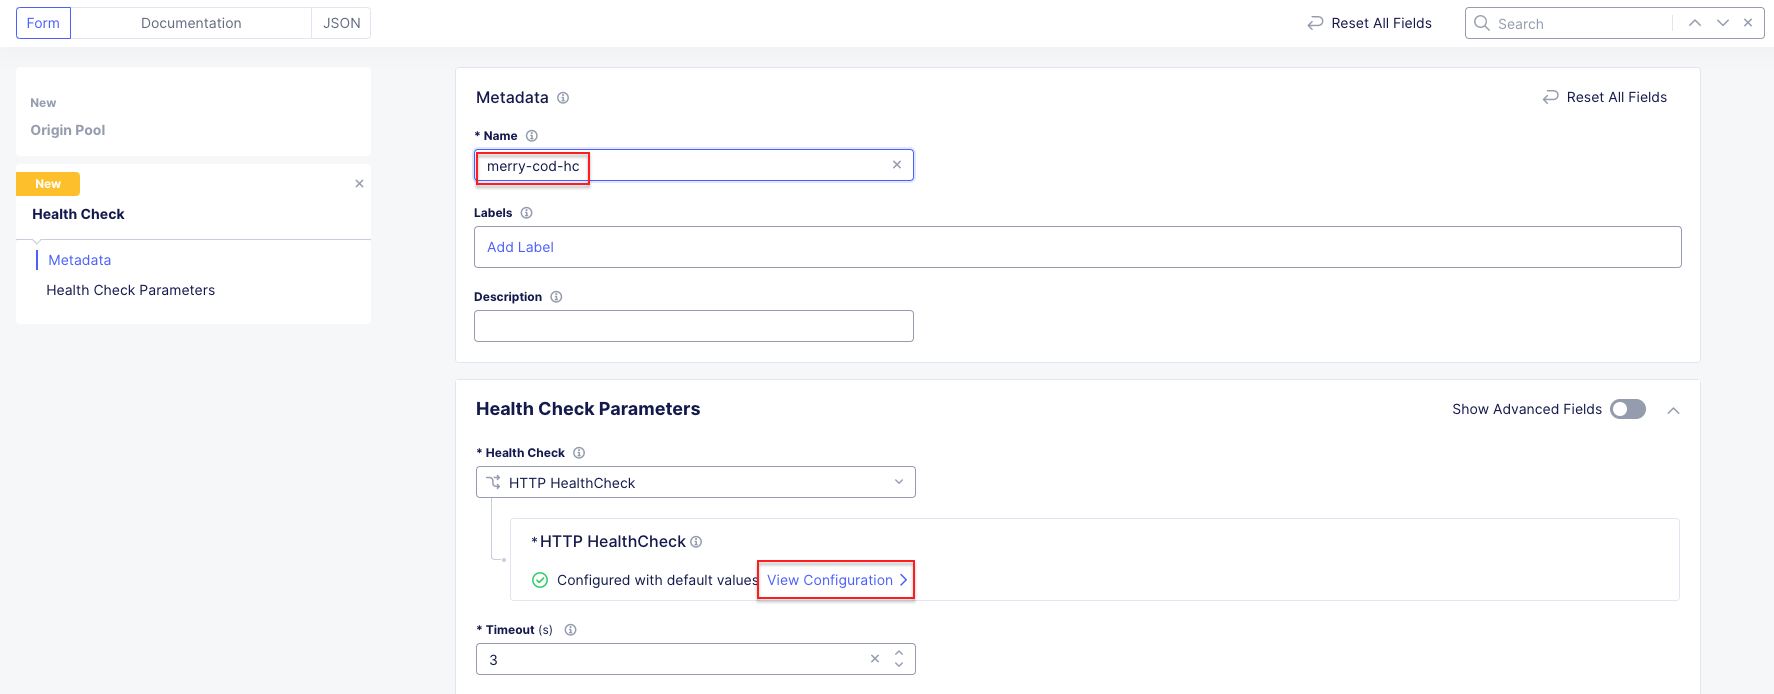 Form Documentation JSON
Reset All Fields
Search
New
Origin Pool
New
Health Check
Metadata
Health Check Parameters
Metadata
Reset All Fields
* Name
merry-cod-hc
Labels
Add Label
Description
Health Check Parameters
Show Advanced Fields
* Health Check
HTTP HealthCheck
* HTTP HealthCheck
Configured with default values View Configuration
* Timeout (s)
3